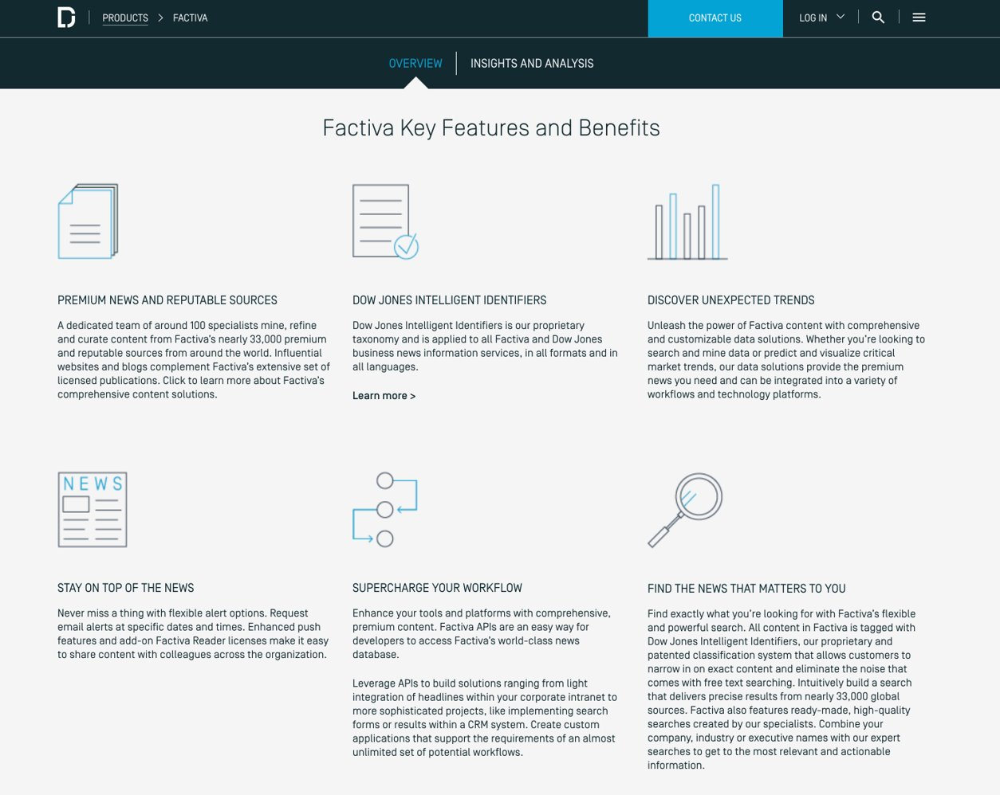 PRODUCTS > FACTIVA
CONTACT US
LOG IN
OVERVIEW
INSIGHTS AND ANALYSIS
Factiva Key Features and Benefits
PREMIUM NEWS AND REPUTABLE SOURCES
A dedicated team of around 100 specialists mine, refine
and curate content from Factiva's nearly 33,000 premium
and reputable sources from around the world. Influential
websites and blogs complement Factiva's extensive set of
licensed publications. Click to learn more about Factiva's
comprehensive content solutions.
DOW JONES INTELLIGENT IDENTIFIERS
Dow Jones Intelligent Identifiers is our proprietary
taxonomy and is applied to all Factiva and Dow Jones
business news information services, in all formats and in
all languages.
Learn more >
DISCOVER UNEXPECTED TRENDS
Unleash the power of Factiva content with comprehensive
and customizable data solutions. Whether you're looking to
search and mine data or predict and visualize critical
market trends, our data solutions provide the premium
news you need and can be integrated into a variety of
workflows and technology platforms.
NEWS
STAY ON TOP OF THE NEWS
Never miss a thing with flexible alert options. Request
email alerts at specific dates and times. Enhanced push
features and add-on Factiva Reader licenses make it easy
to share content with colleagues across the organization.
SUPERCHARGE YOUR WORKFLOW
Enhance your tools and platforms with comprehensive,
premium content. Factiva APIs are an easy way for
developers to access Factiva's world-class news
database.
Leverage APIs to build solutions ranging from light
integration of headlines within your corporate intranet to
more sophisticated projects, like implementing search
forms or results within a CRM system. Create custom
applications that support the requirements of an almost
unlimited set of potential workflows.
FIND THE NEWS THAT MATTERS TO YOU
Find exactly what you're looking for with Factiva's flexible
and powerful search. All content in Factiva is tagged with
Dow Jones Intelligent Identifiers, our proprietary and
patented classification system that allows customers to
narrow in on exact content and eliminate the noise that
comes with free text searching. Intuitively build a search
that delivers precise results from nearly 33,000 global
sources. Factiva also features ready-made, high-quality
searches created by our specialists. Combine your
company, industry or executive names with our expert
searches to get to the most relevant and actionable
information.